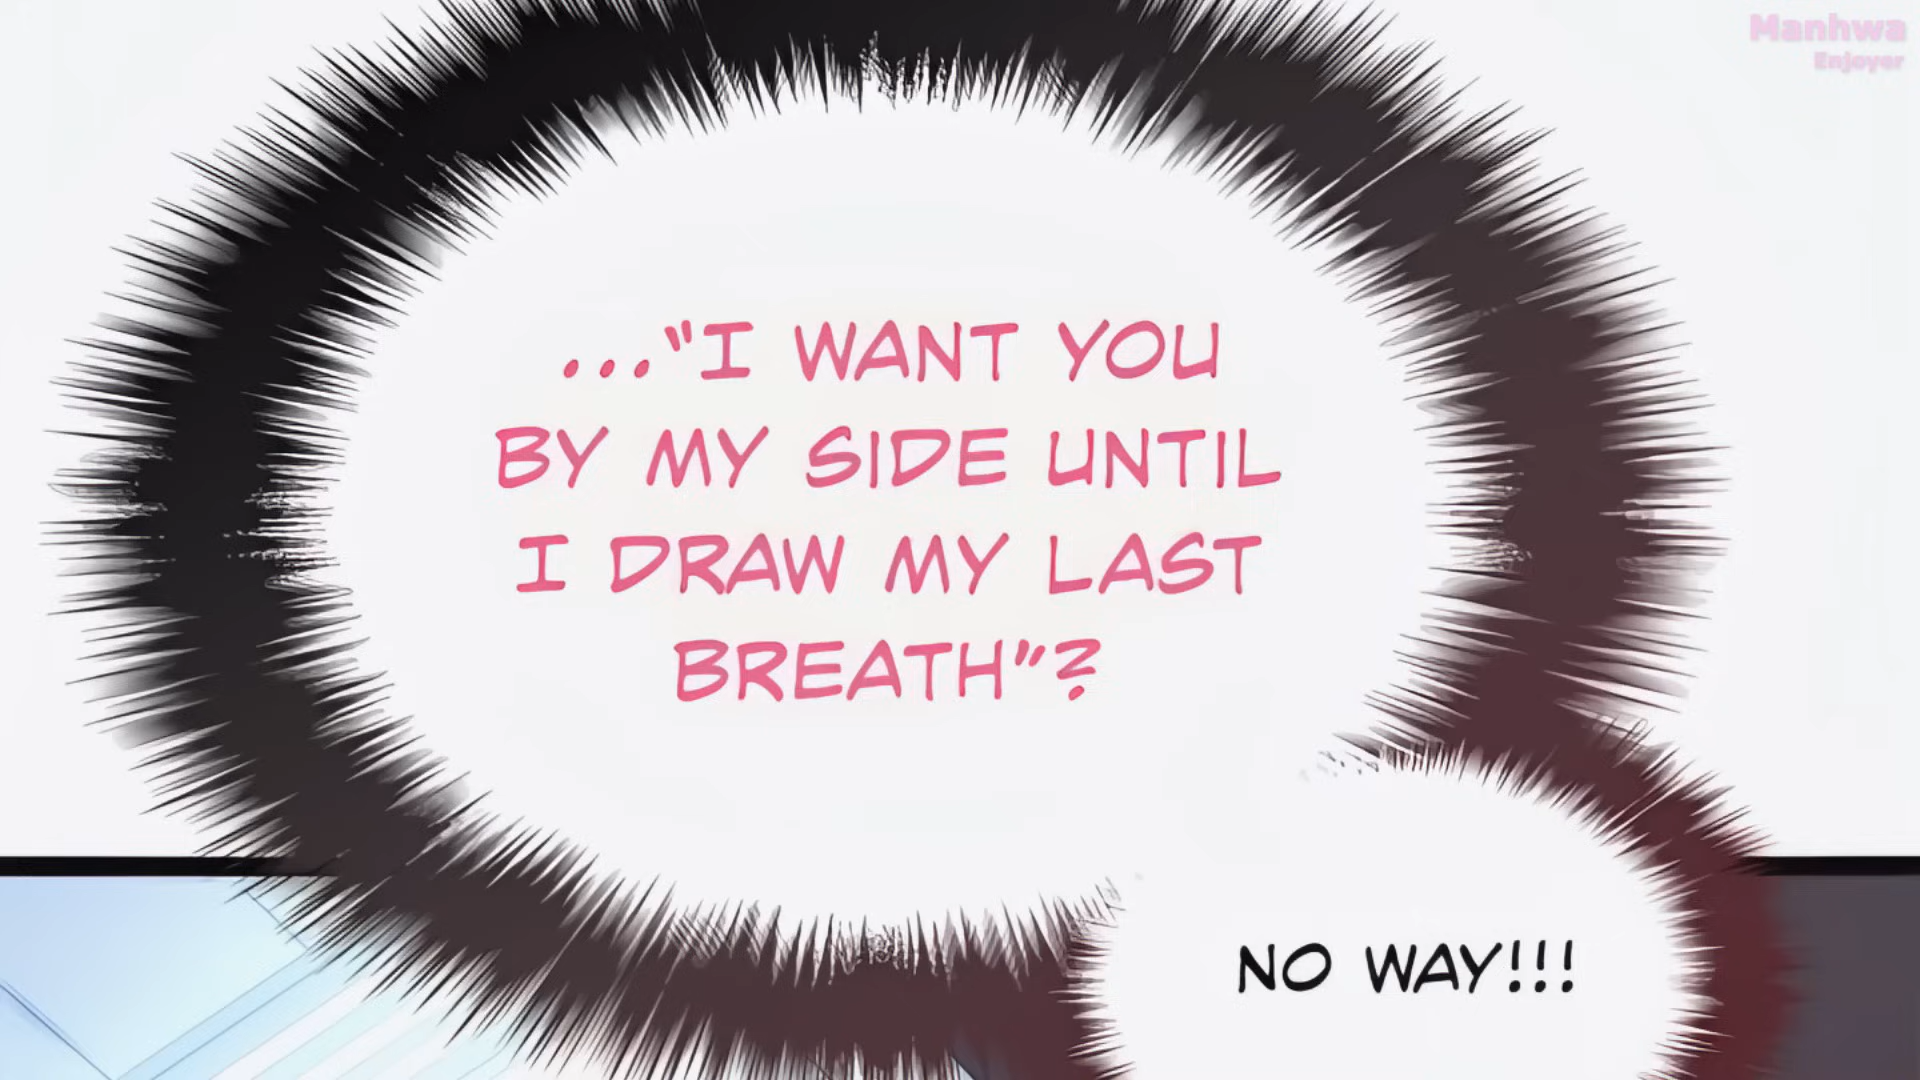 Manhwa
Enjoyer
..."I WANT YOU
BY MY SIDE UNTIL
I DRAW MY LAST
BREATH"?
NO WAY!!!